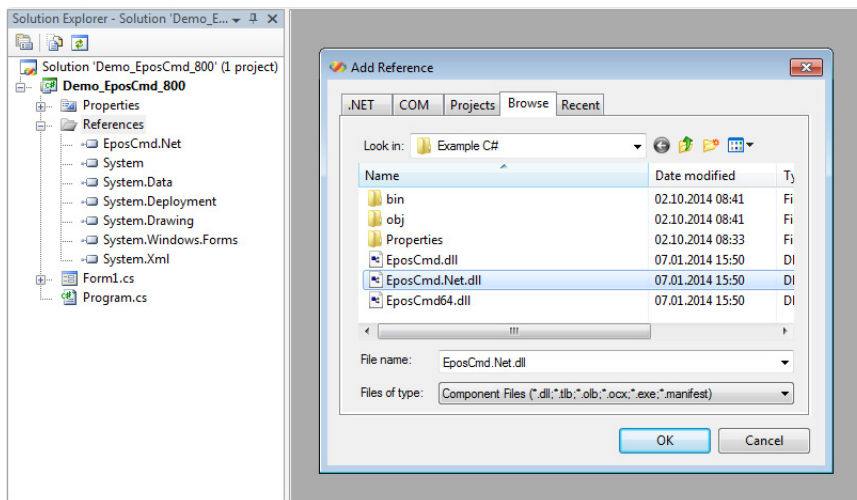 Solution Explorer - Solution 'Demo_E...
Solution 'Demo_EposCmd_800' (1 project)
Demo_EposCmd_800
Properties
References
EposCmd.Net
System
System.Data
System.Deployment
System.Drawing
System.Windows.Forms
System.Xml
Form1.cs
Program.cs
Add Reference
.NET COM Projects Browse Recent
Look in: Example C#
Name Date modified Ty
bin 02.10.2014 08:41 Fi
obj 02.10.2014 08:41 Fi
Properties 02.10.2014 08:33 Fi
EposCmd.dll 07.01.2014 15:50 Dl
EposCmd.Net.dll 07.01.2014 15:50 Dl
EposCmd64.dll 07.01.2014 15:50 Dl
File name: EposCmd.Net.dll
Files of type: Component Files (*.dll;*.tlb;*.olb;*.ocx;*.exe;*.manifest)
OK Cancel